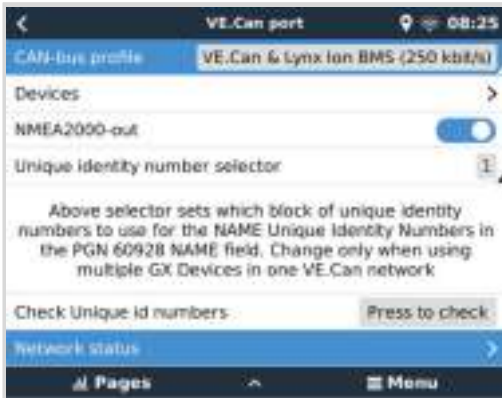 VE.Can port 08:25
CAN-bus profile VE.Can & Lynx Ion BMS (250 kbit/s)
Devices
NMEA2000-out
Unique identity number selector 1
Above selector sets which block of unique identity
numbers to use for the NAME Unique Identity Numbers in
the PGN 60928 NAME field. Change only when using
multiple GX Devices in one VE.Can network
Check Unique id numbers Press to check
Network status
Pages Menu